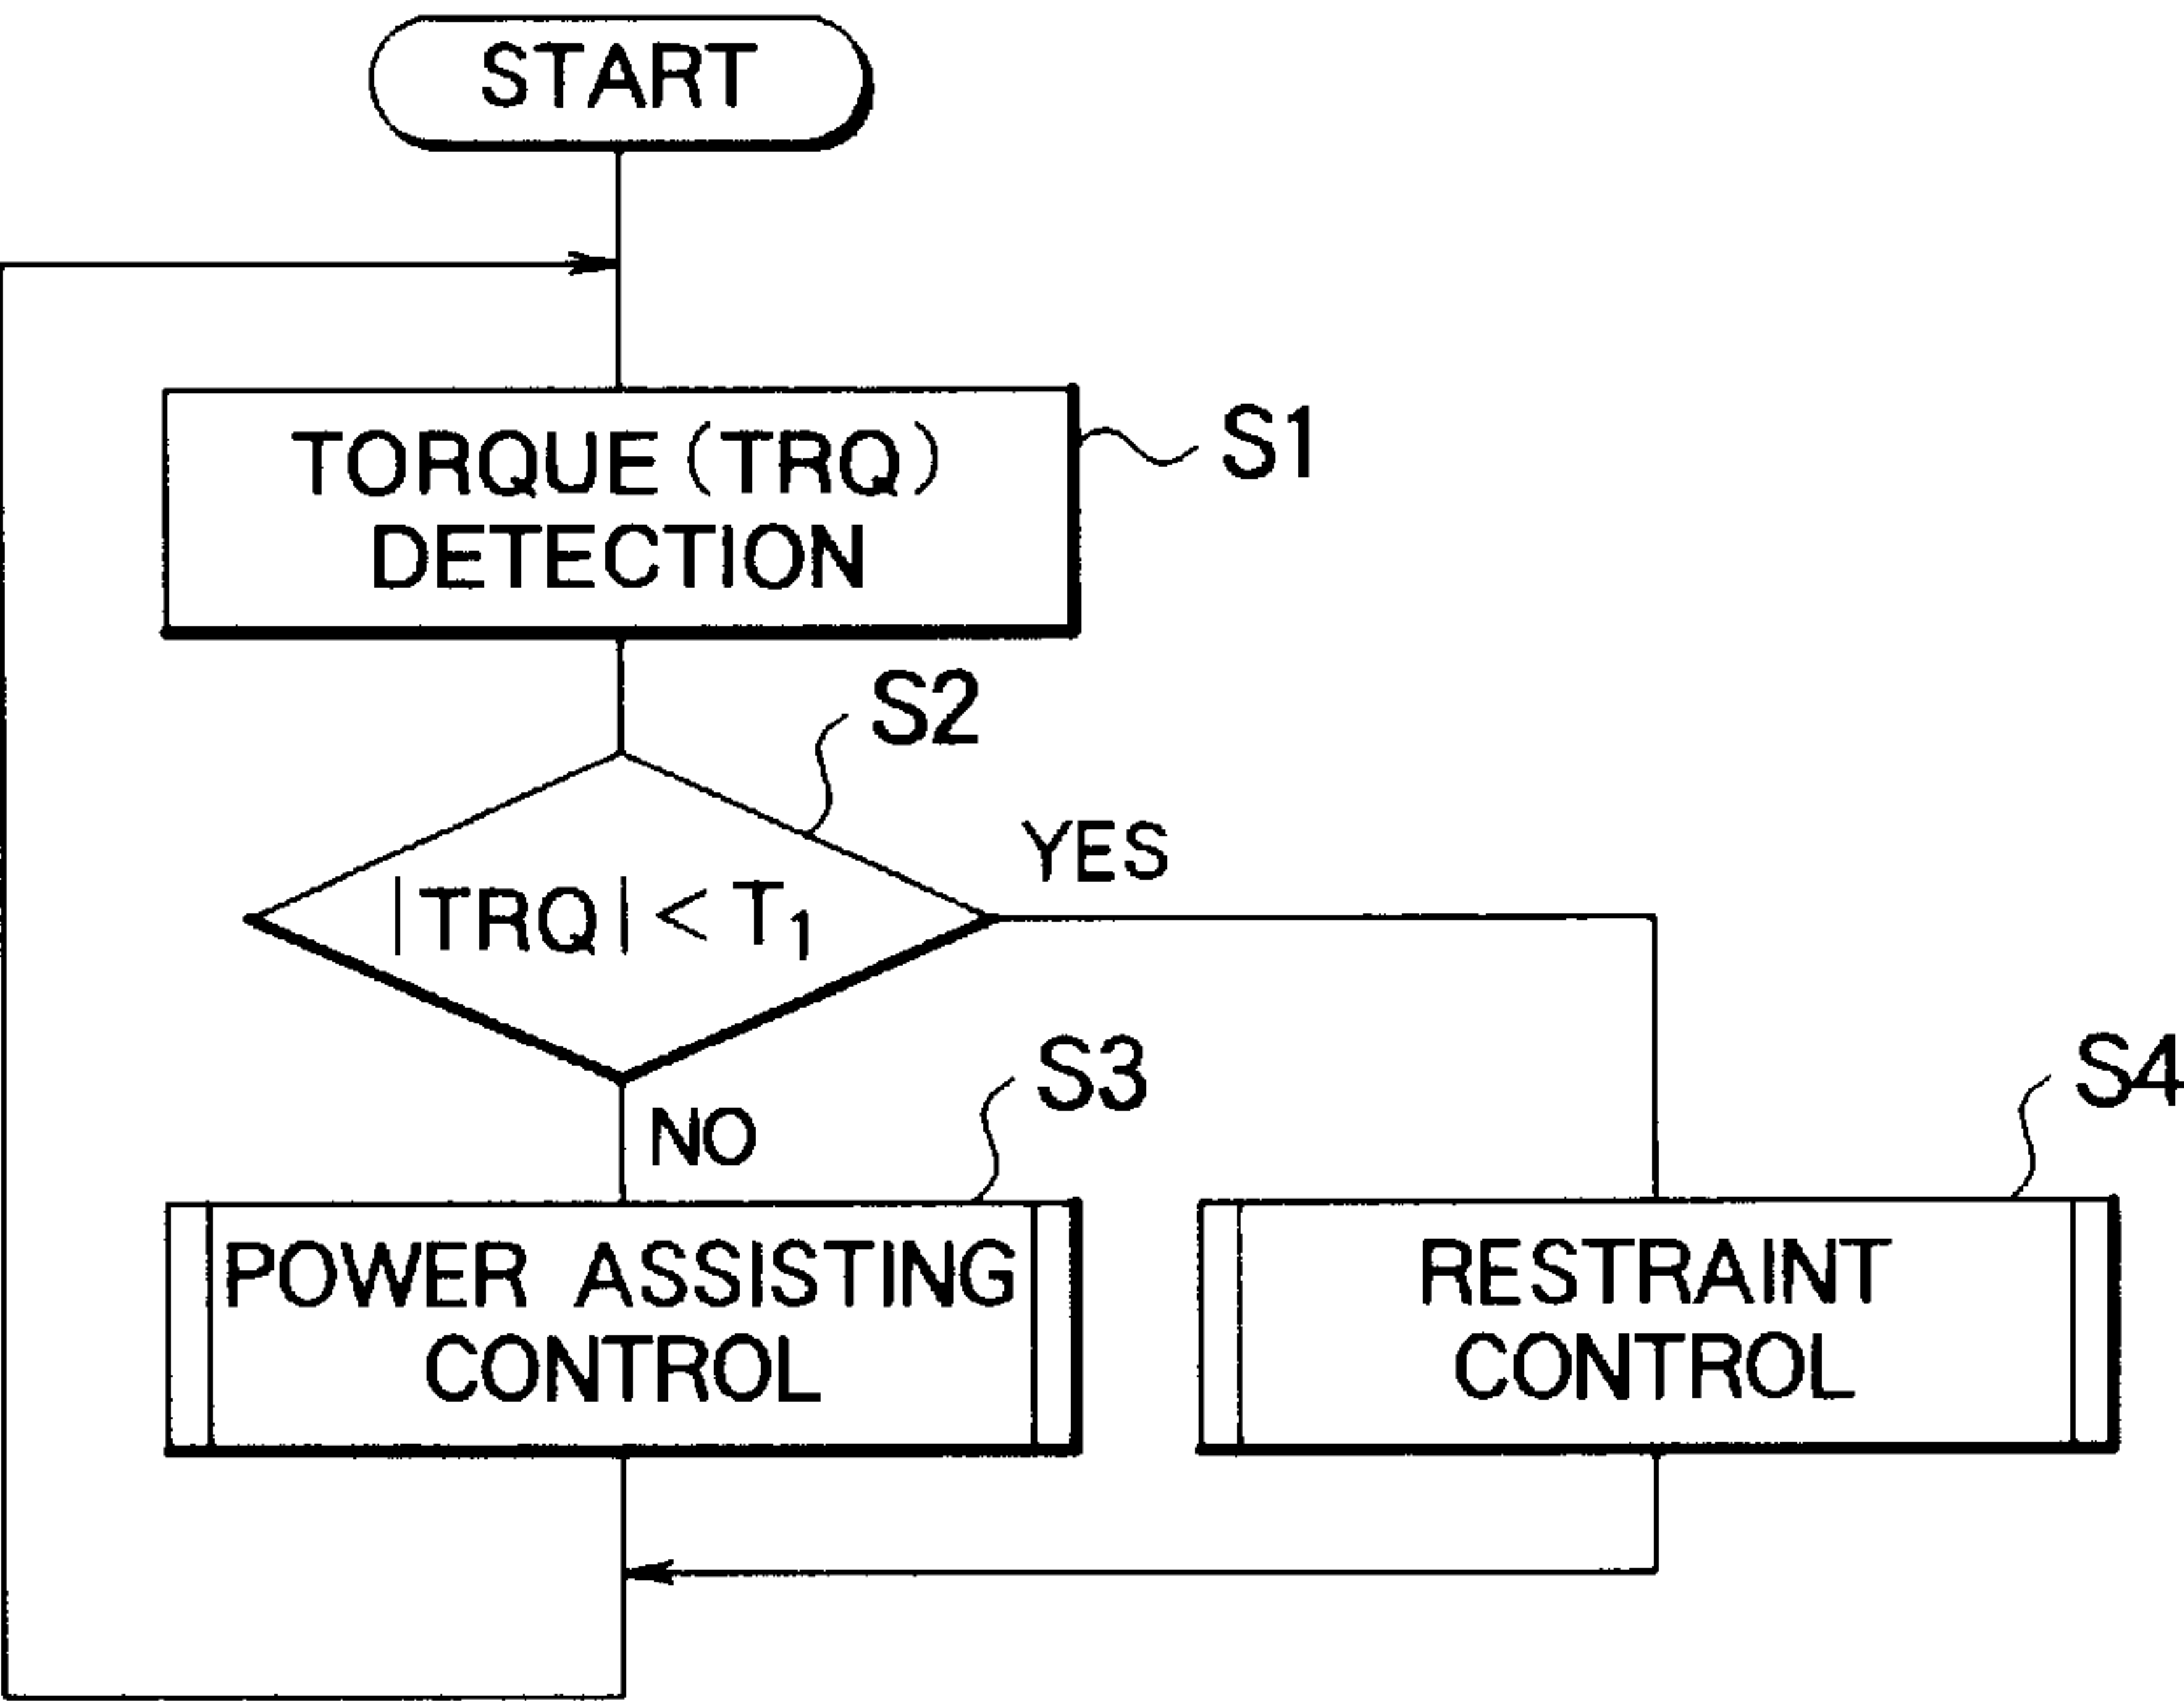 START
TORQUE (TRQ)
DETECTION
S1
S2
|TRQ| < T₁
YES
NO
S3
POWER ASSISTING
CONTROL
S4
RESTRAINT
CONTROL